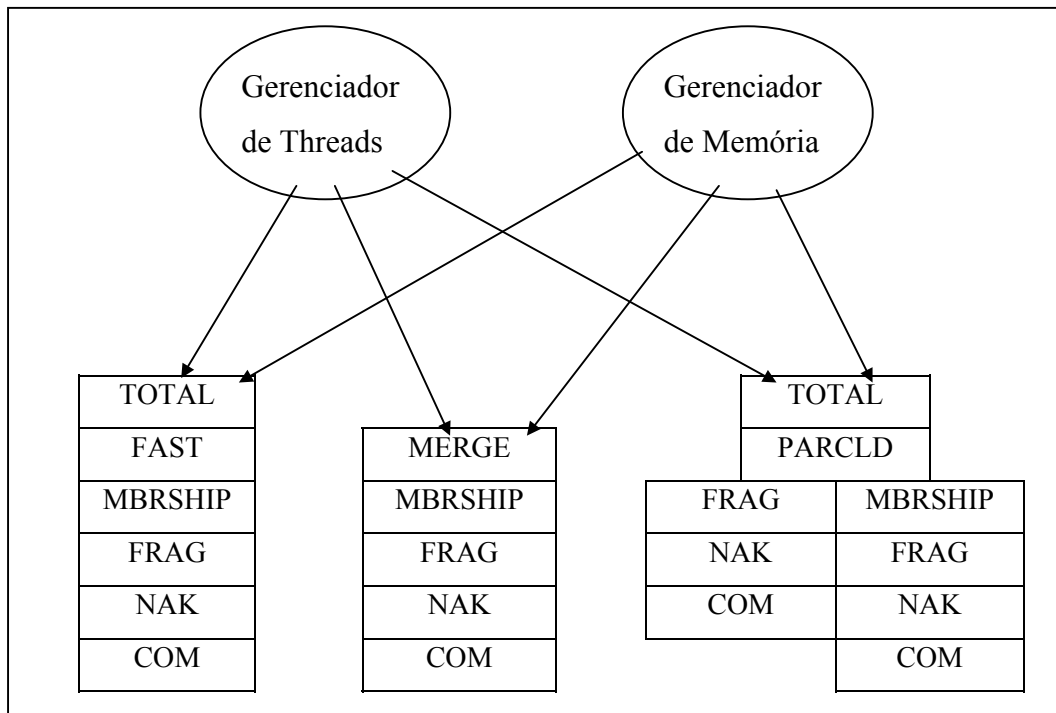 Gerenciador
de Threads
Gerenciador
de Memória
TOTAL
FAST
MBRSHIP
FRAG
NAK
COM
MERGE
MBRSHIP
FRAG
NAK
COM
TOTAL
PARCLD
FRAG
NAK
COM
MBRSHIP
FRAG
NAK
COM